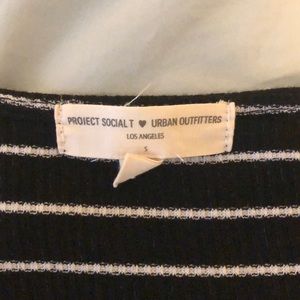 PROJECT SOCIAL T ♥ URBAN OUTFITTERS
LOS ANGELES
S